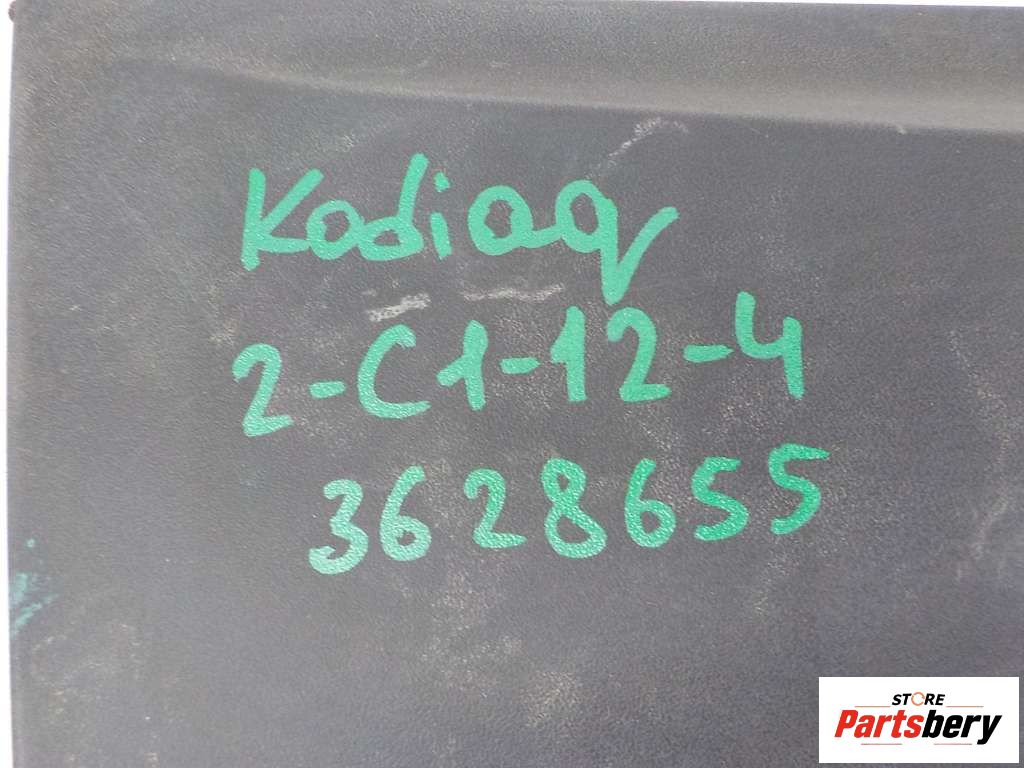 Kodiaq
2-C1-12-4
3628655
STORE
Partsbery